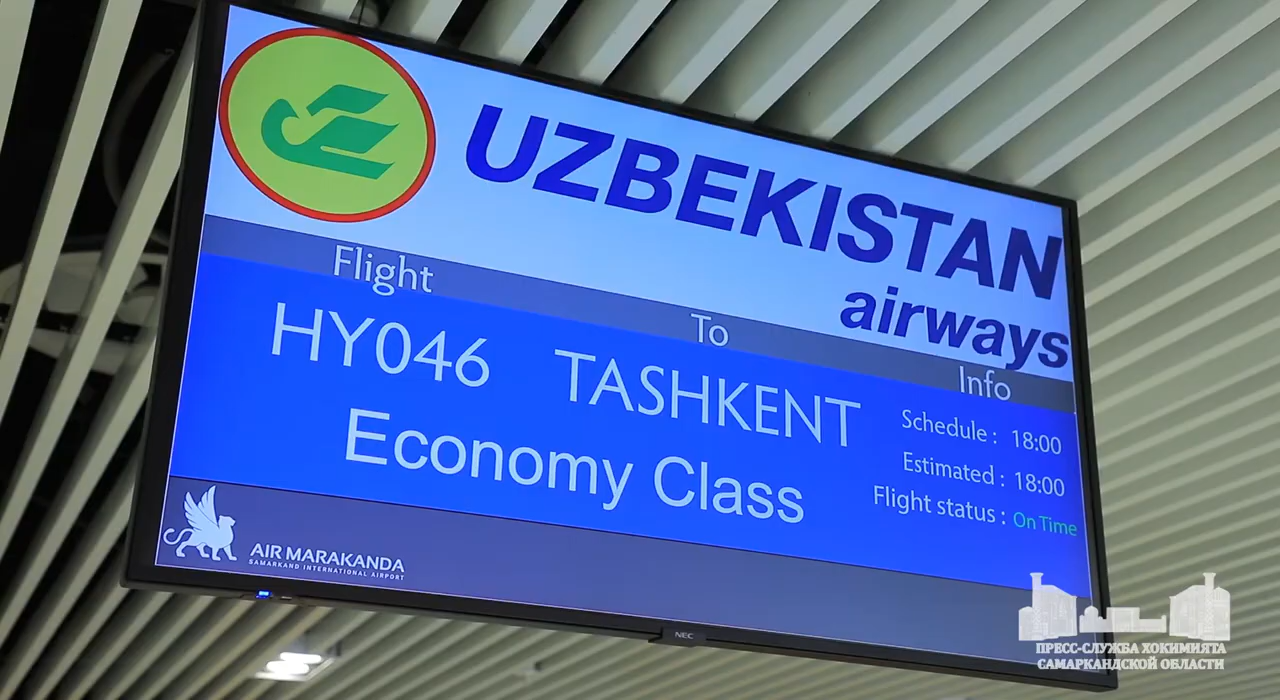 UZBEKISTAN
airways
Flight To Info
HY046 TASHKENT
Economy Class
Schedule : 18:00
Estimated : 18:00
Flight status : On Time
AIR MARAKANDA
SAMARKAND INTERNATIONAL AIRPORT
NEC
ПРЕСС-СЛУЖБА ХОКИМИЯТА
САМАРКАНДСКОЙ ОБЛАСТИ